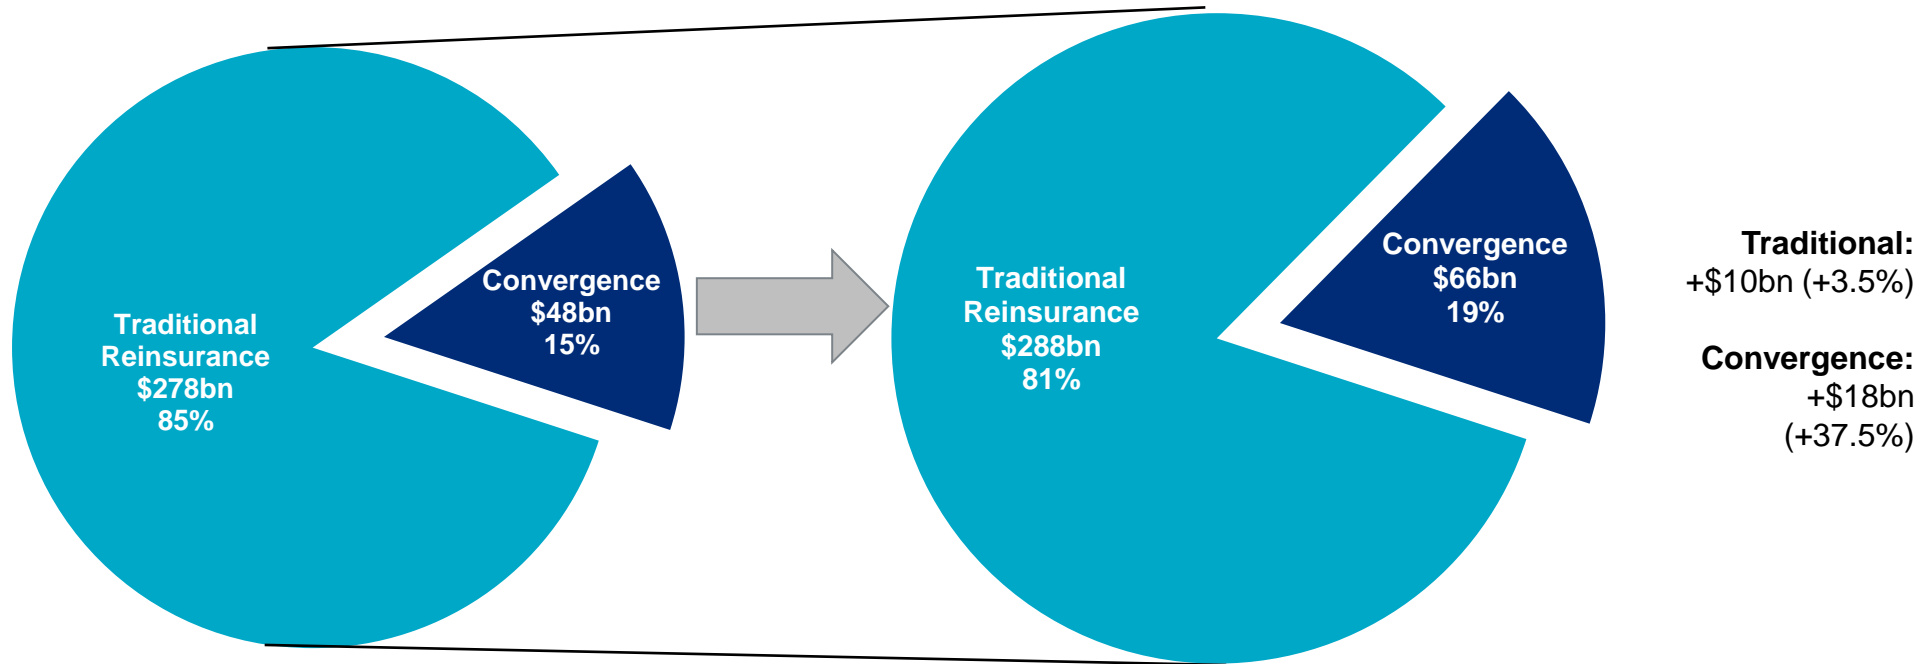 Traditional
Reinsurance
$278bn
85%
Convergence
$48bn
15%
Traditional
Reinsurance
$288bn
81%
Convergence
$66bn
19%
Traditional:
+$10bn (+3.5%)
Convergence:
+$18bn
(+37.5%)